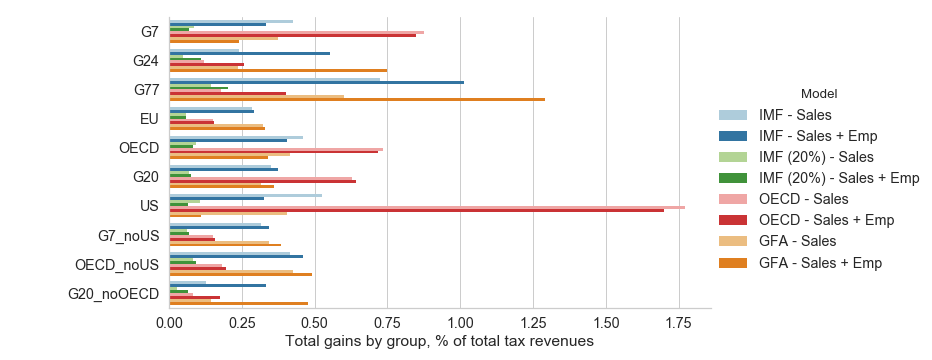 G7
G24
G77
EU
OECD
G20
US
G7_noUS
OECD_noUS
G20_noOECD
0.00 0.25 0.50 0.75 1.00 1.25 1.50 1.75
Total gains by group, % of total tax revenues
Model
IMF - Sales
IMF - Sales + Emp
IMF (20%) - Sales
IMF (20%) - Sales + Emp
OECD - Sales
OECD - Sales + Emp
GFA - Sales
GFA - Sales + Emp